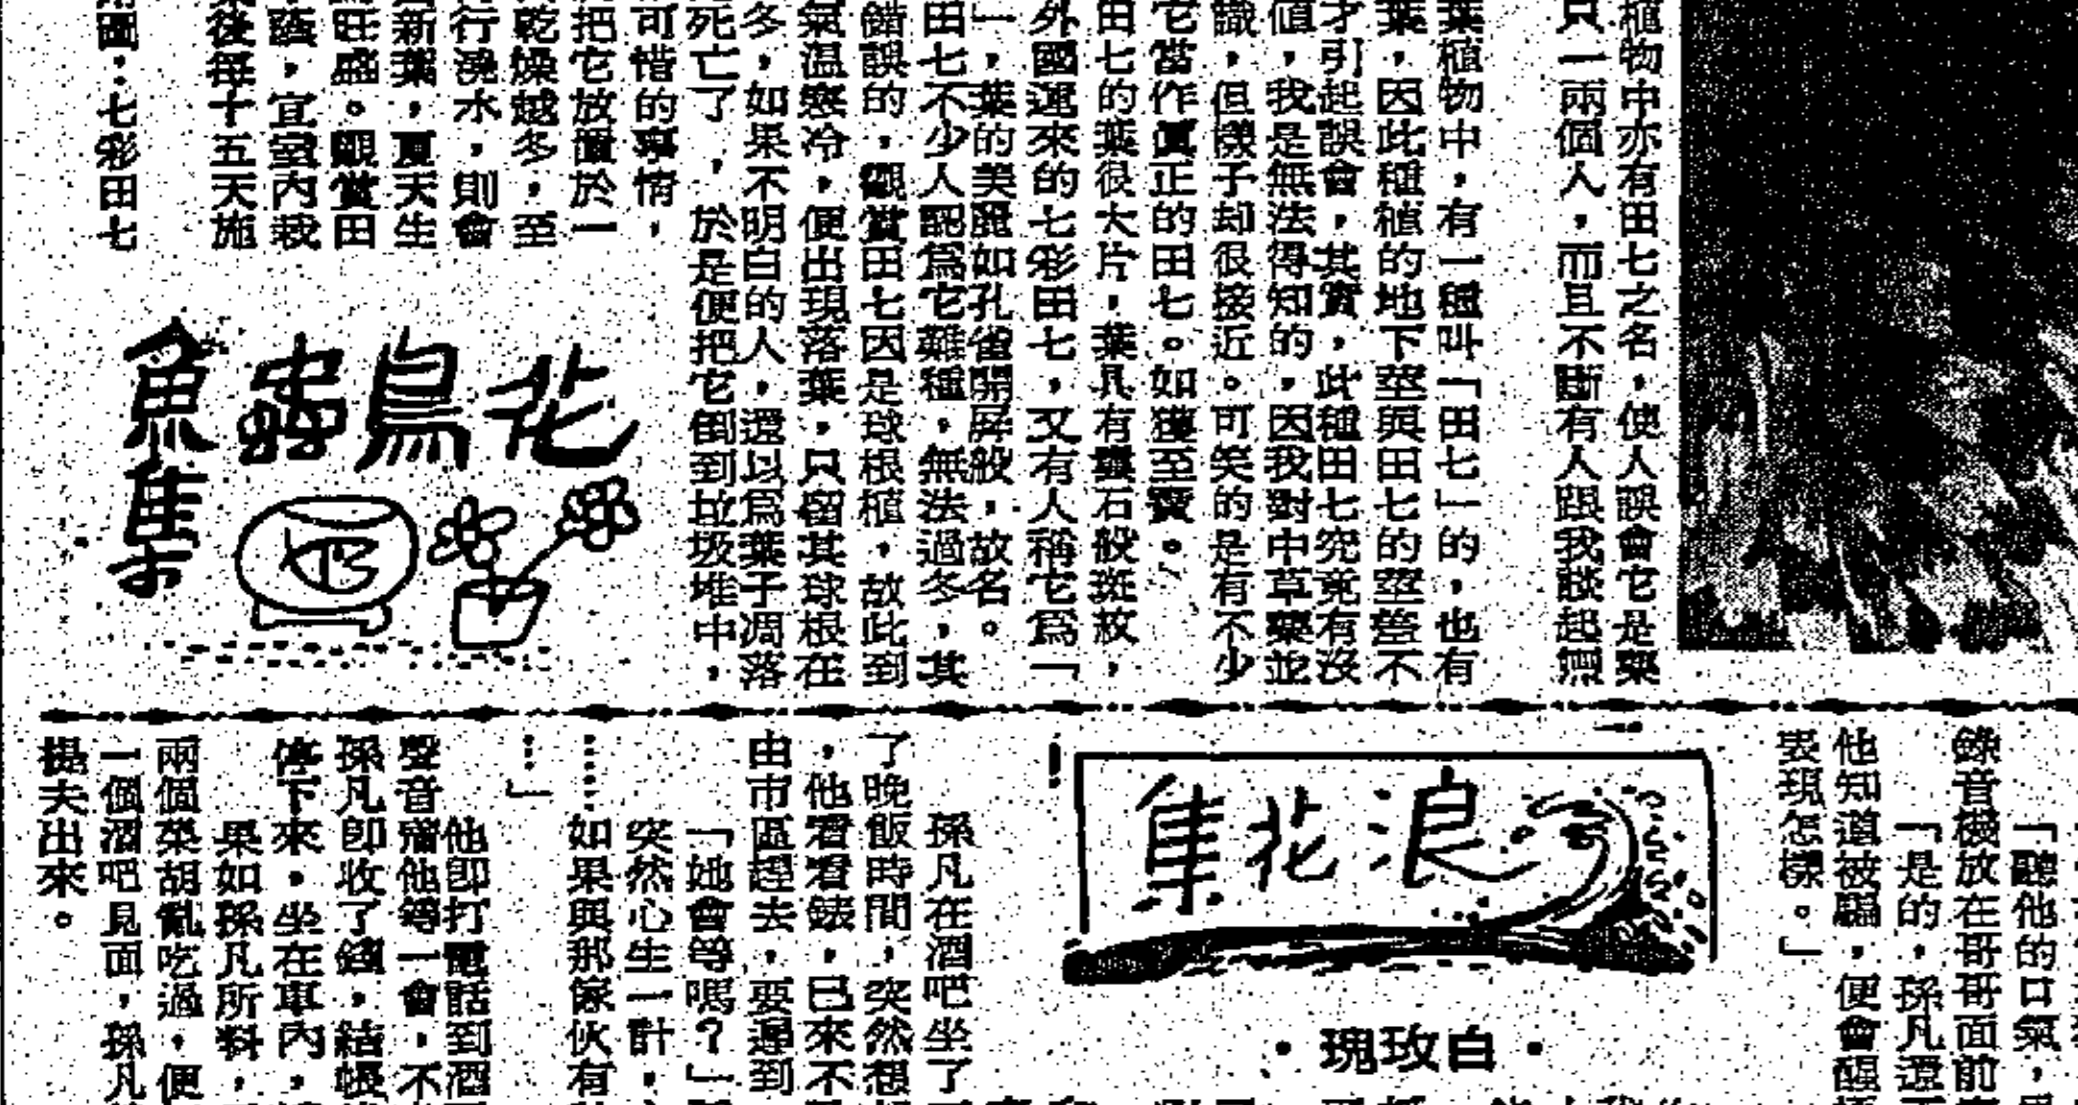 植物中亦有田七之名，使人誤會它是藥
只一兩個人，而且不斷有人跟我談起類
葉植物中，有一種叫「田七」的，也有
葉，因此種植的地下莖與田七的莖不
才引起誤會，其實，此種田七究竟有沒
值，我是無法得知的，因我對中草藥並
識，但樣子却很接近。可笑的是有不少
它當作眞正的田七。如獲至寶。
田七的葉很大片，葉具有雲石般斑紋，
外國運來的七彩田七，又有人稱它爲「
」，葉的美麗如孔雀開屏般，故名。
田七不少人認爲它難種，無法過冬，其
錯誤的，觀賞田七因是球根植，故此到
氣溫寒冷，便出現落葉，只留其球根在
冬，如果不明白的人，還以爲葉子凋落
死亡了，於是便把它倒到垃圾堆中，
可惜的事情，
把它放置於一
乾燥越冬，至
行澆水，則會
新葉，夏天生
旺盛。觀賞田
蔭，宜室內栽
後每十五天施
圖：七彩田七
花鳥蟲魚集
「聽他的口氣，
錄音機放在哥哥面前
「是的，孫凡還
他知道被騙，便會醒
表現怎樣。」
浪花集
·白玫瑰·
孫凡在酒吧坐了
了晚飯時間，突然想
，他看看錶，已來不
由市區趕去，要遲到
「她會等嗎？」
突然心生一計，
……如果與那傢伙有
…」
他卽打電話到酒
聲音需他等一會，不
孫凡卽收了錢，結帳
停下來，坐在車內，
果如孫凡所料，
兩個菜胡亂吃過，便
一個酒吧見面，孫凡
提夫出來。